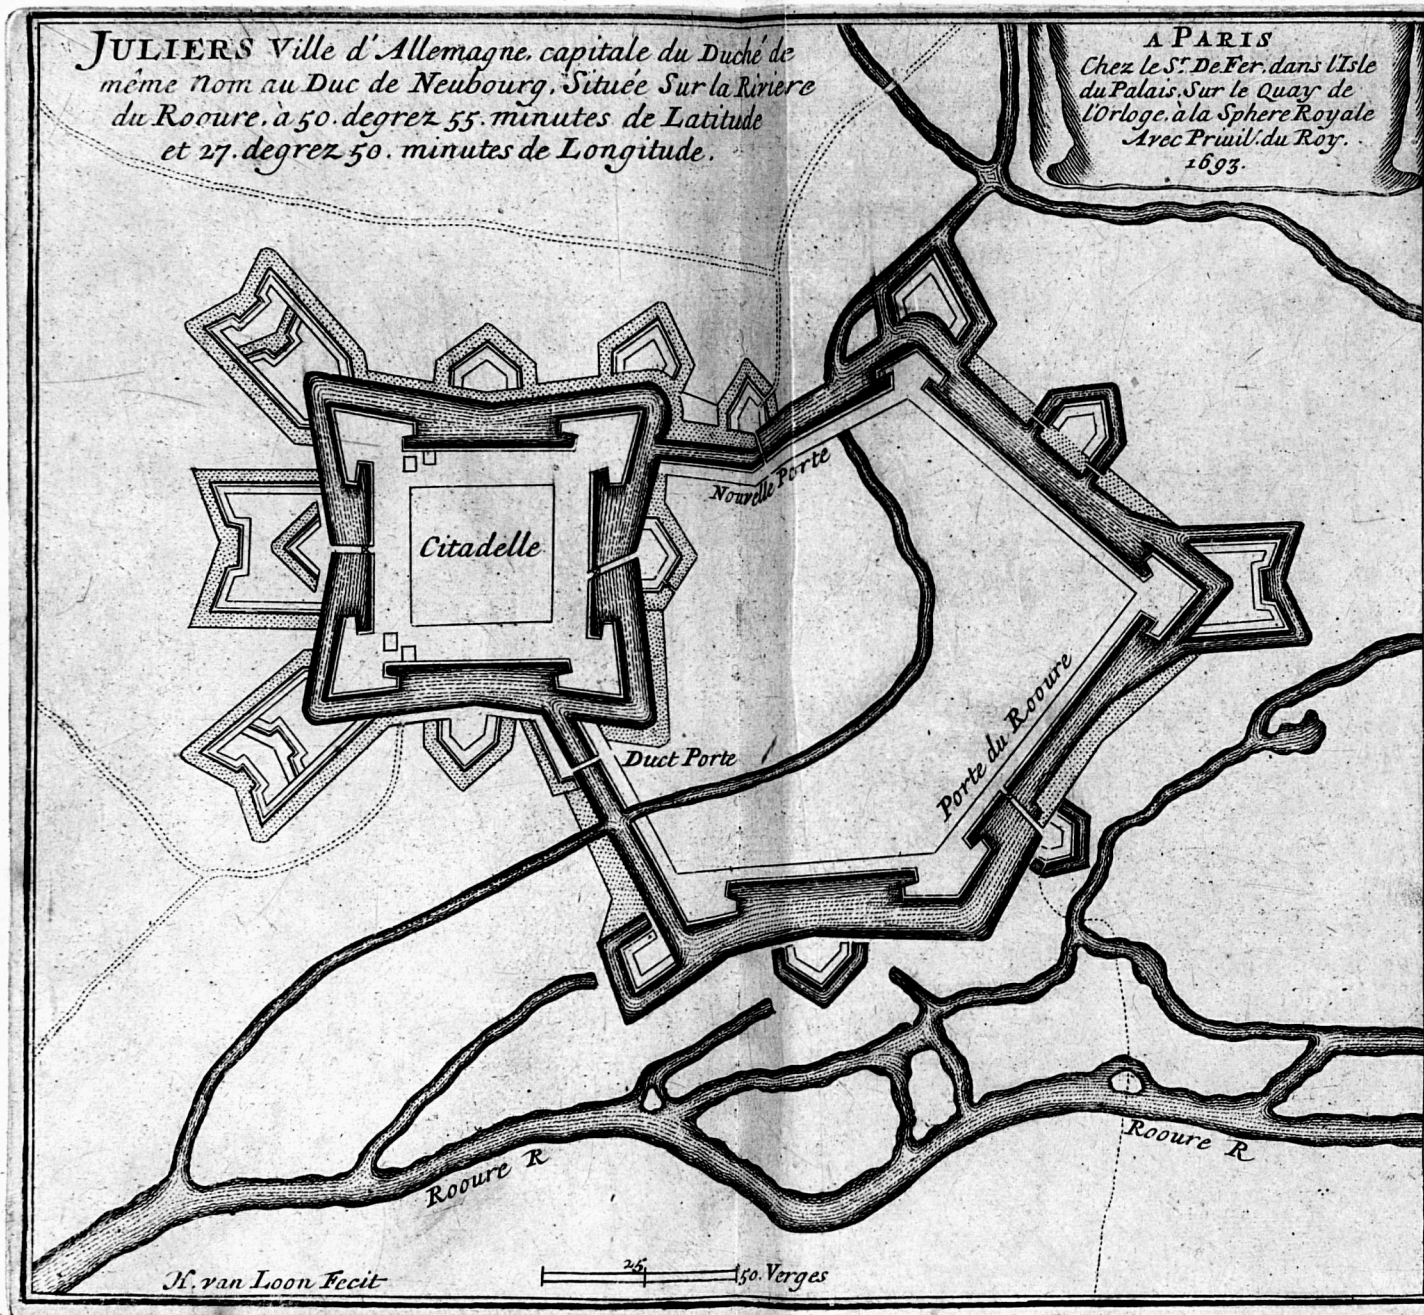 JULIERS Ville d'Allemagne, capitale du Duché de
même Nom au Duc de Neubourg, Située Sur la Riviere
du Rooure, à 50. degrez 55. minutes de Latitude
et 27. degrez 50. minutes de Longitude.
A PARIS
Chez le Sr. De Fer, dans l'Isle
du Palais, Sur le Quay de
l'Orloge, à la Sphere Royale
Avec Privil. du Roy.
1693.
Nouvelle Porte
Citadelle
Porte du Rooure
Duct Porte
Rooure R
Rooure R
H. van Loon Fecit
25 50. Verges